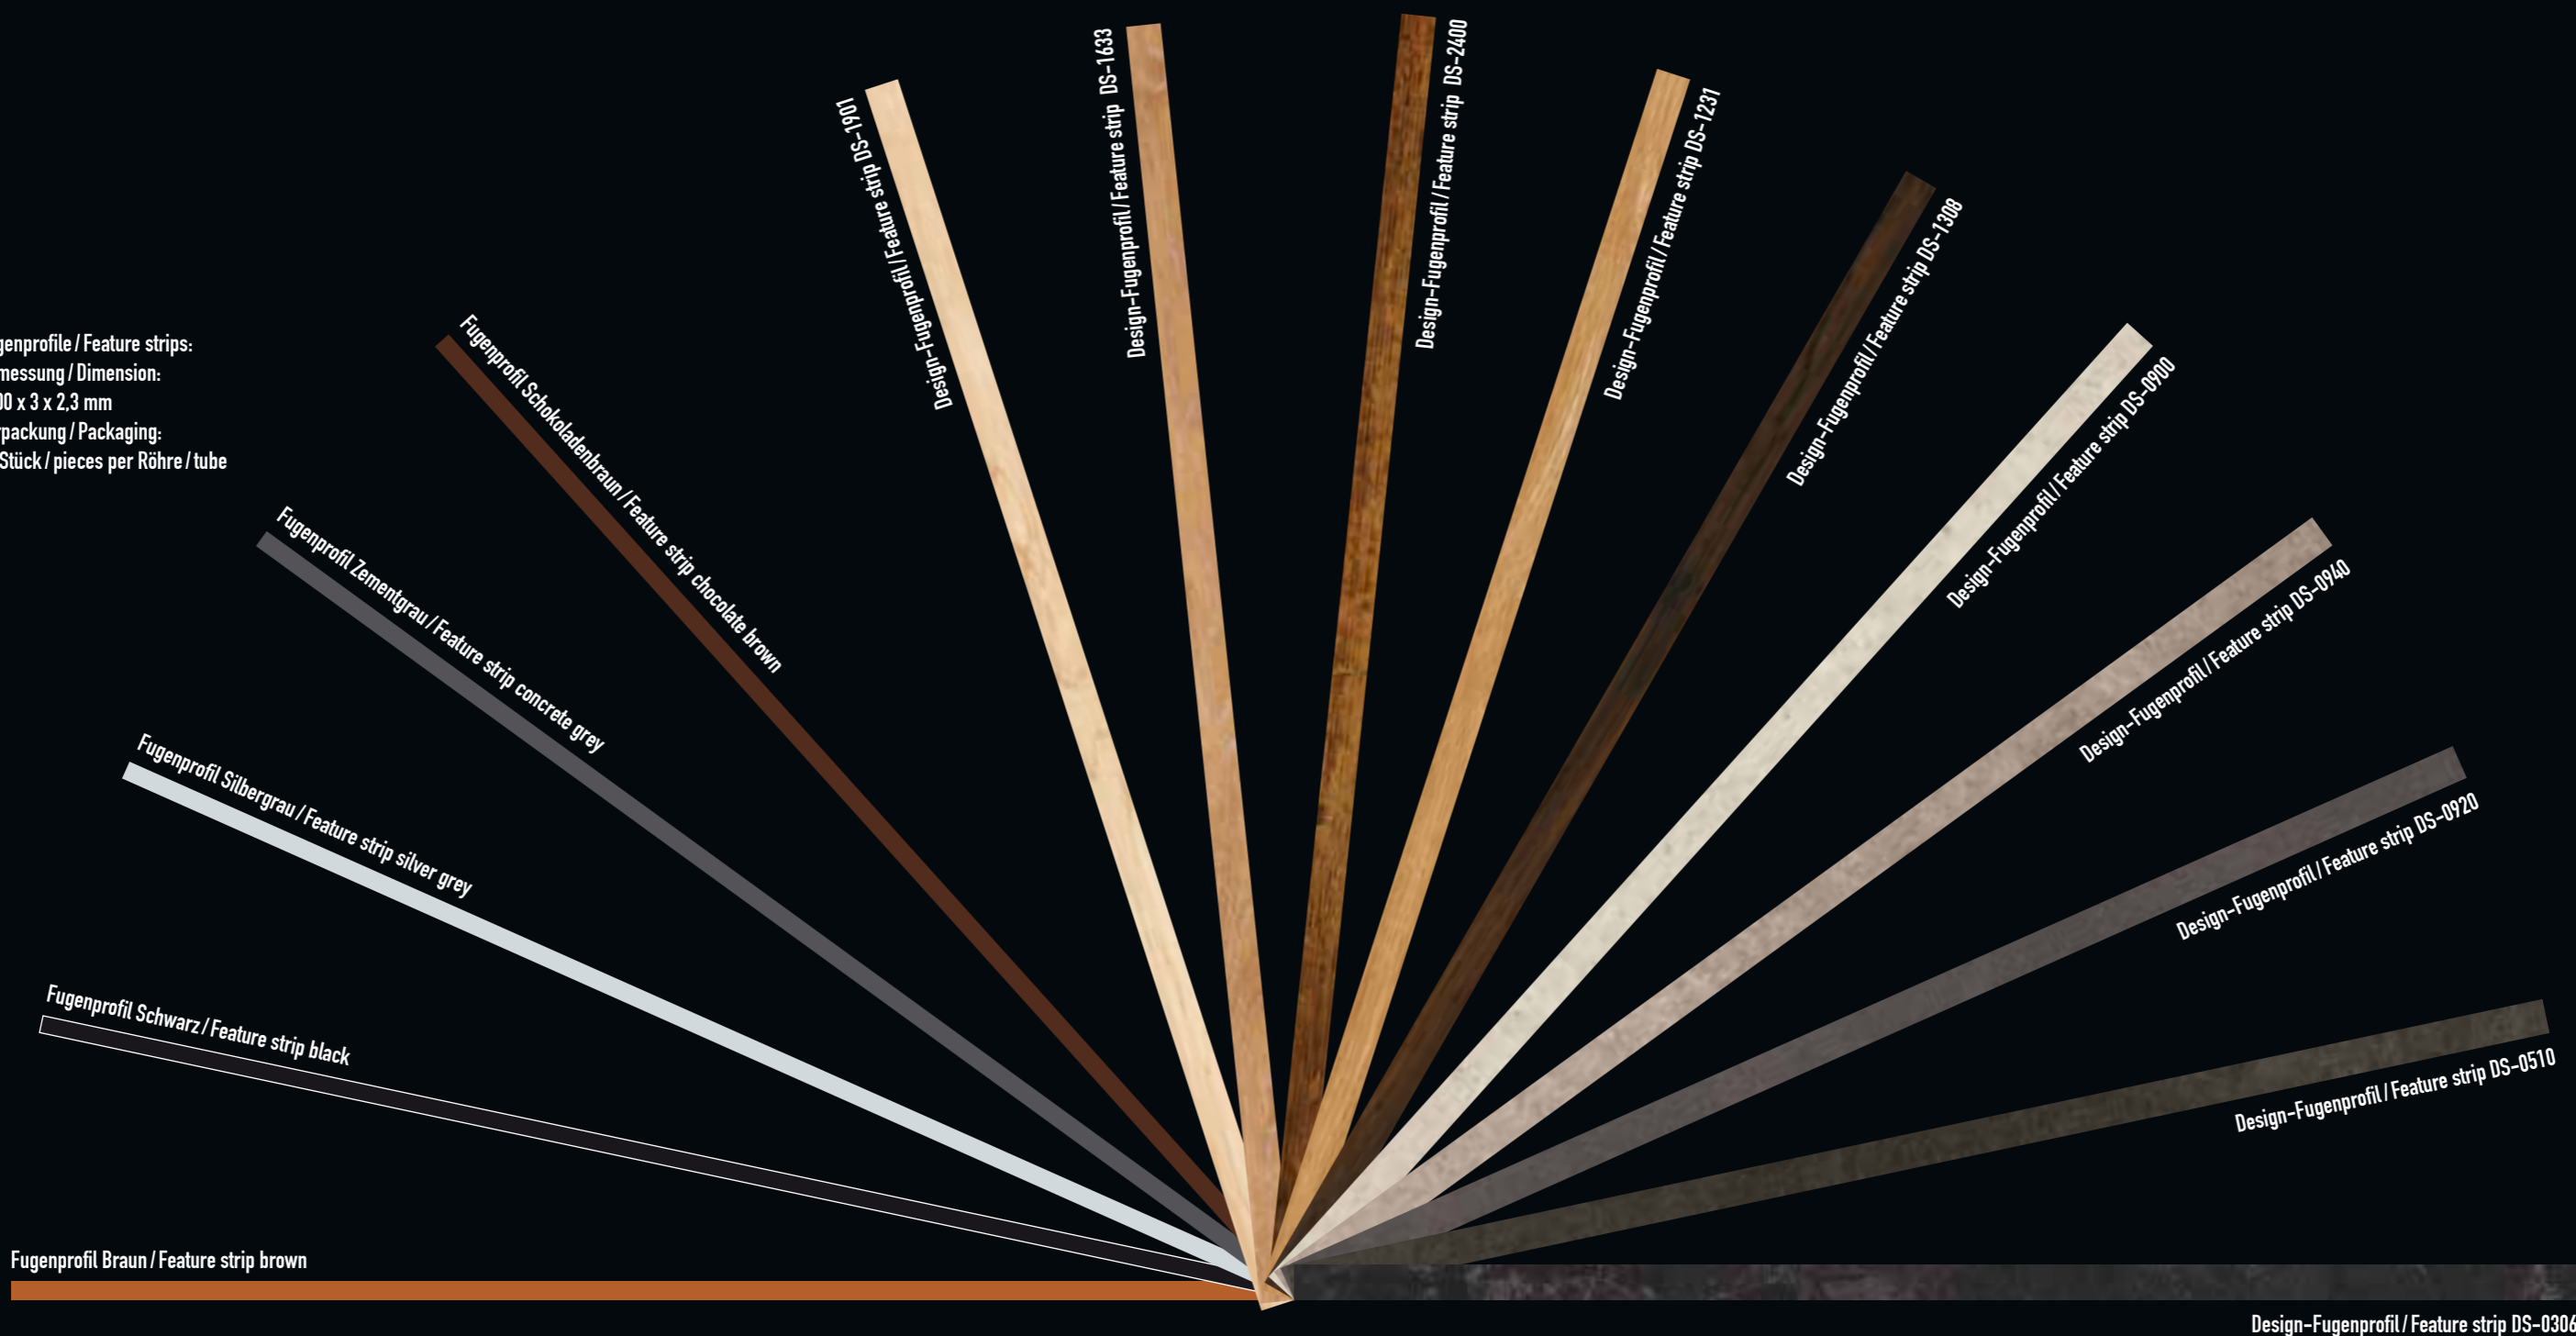 genprofile / Feature strips:
messung / Dimension:
00 x 3 x 2,3 mm
rpackung / Packaging:
Stück / pieces per Röhre / tube
Fugenprofil Braun / Feature strip brown
Fugenprofil Schwarz / Feature strip black
Fugenprofil Silbergrau / Feature strip silver grey
Fugenprofil Zementgrau / Feature strip concrete grey
Fugenprofil Schokoladenbraun / Feature strip chocolate brown
Design-Fugenprofil / Feature strip DS-1901
Design-Fugenprofil / Feature strip DS-1633
Design-Fugenprofil / Feature strip DS-2400
Design-Fugenprofil / Feature strip DS-1231
Design-Fugenprofil / Feature strip DS-1308
Design-Fugenprofil / Feature strip DS-0900
Design-Fugenprofil / Feature strip DS-0940
Design-Fugenprofil / Feature strip DS-0920
Design-Fugenprofil / Feature strip DS-0510
Design-Fugenprofil / Feature strip DS-0306